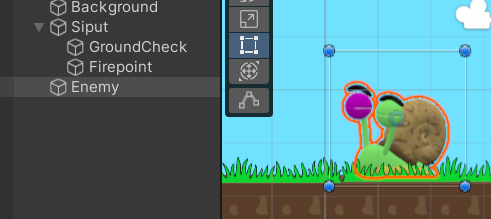 Background
Siput
GroundCheck
Firepoint
Enemy